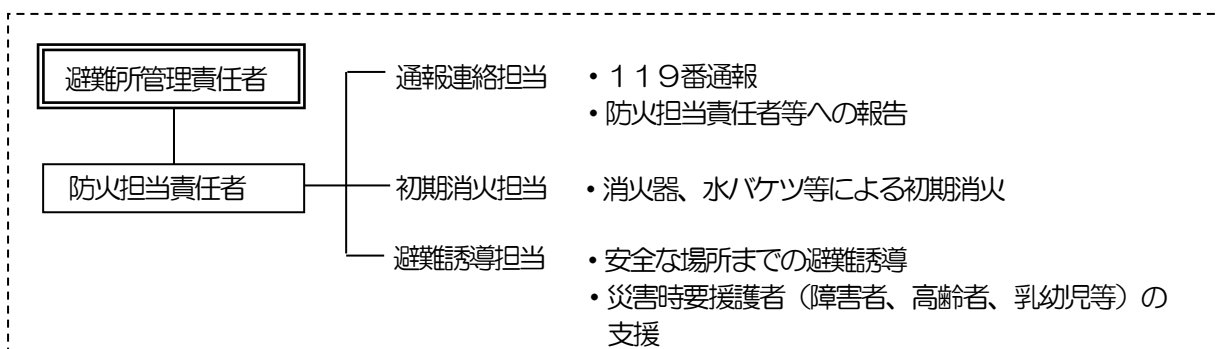 避難所管理責任者
通報連絡担当
・119番通報
・防火担当責任者等への報告
防火担当責任者
初期消火担当
・消火器、水バケツ等による初期消火
避難誘導担当
・安全な場所までの避難誘導
・災害時要援護者（障害者、高齢者、乳幼児等）の
支援